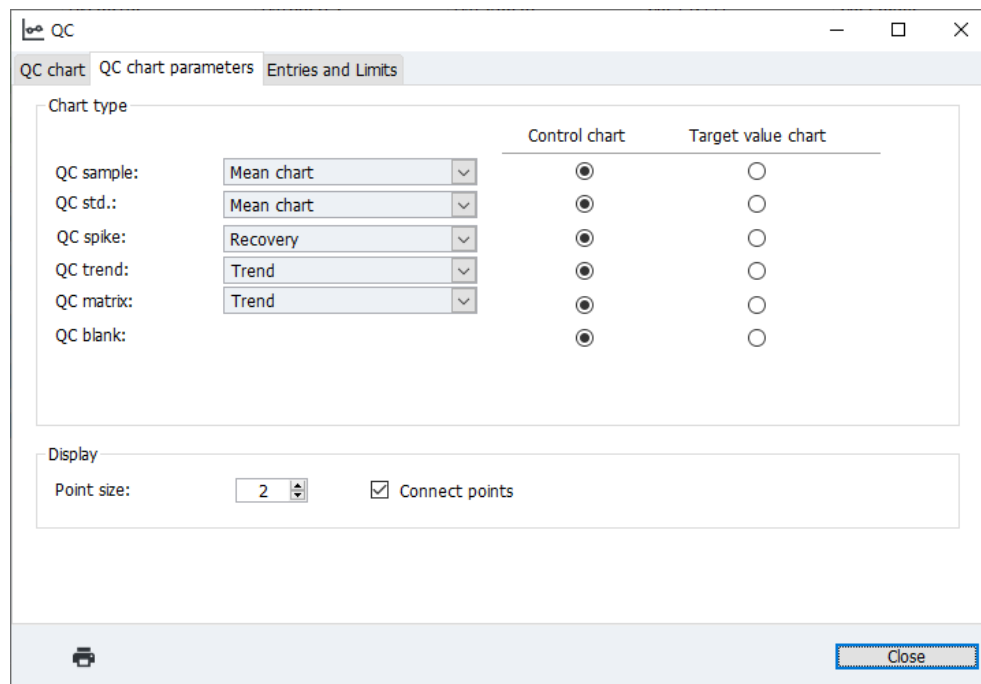 QC
QC chart QC chart parameters Entries and Limits
Chart type
Control chart Target value chart
QC sample: Mean chart
QC std.: Mean chart
QC spike: Recovery
QC trend: Trend
QC matrix: Trend
QC blank:
Display
Point size: 2 Connect points
Close